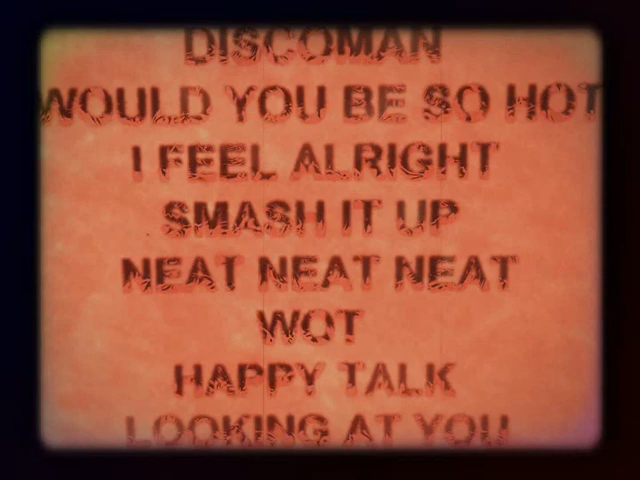 DISCOMAN
WOULD YOU BE SO HOT
I FEEL ALRIGHT
SMASH IT UP
NEAT NEAT NEAT
WOT
HAPPY TALK
LOOKING AT YOU